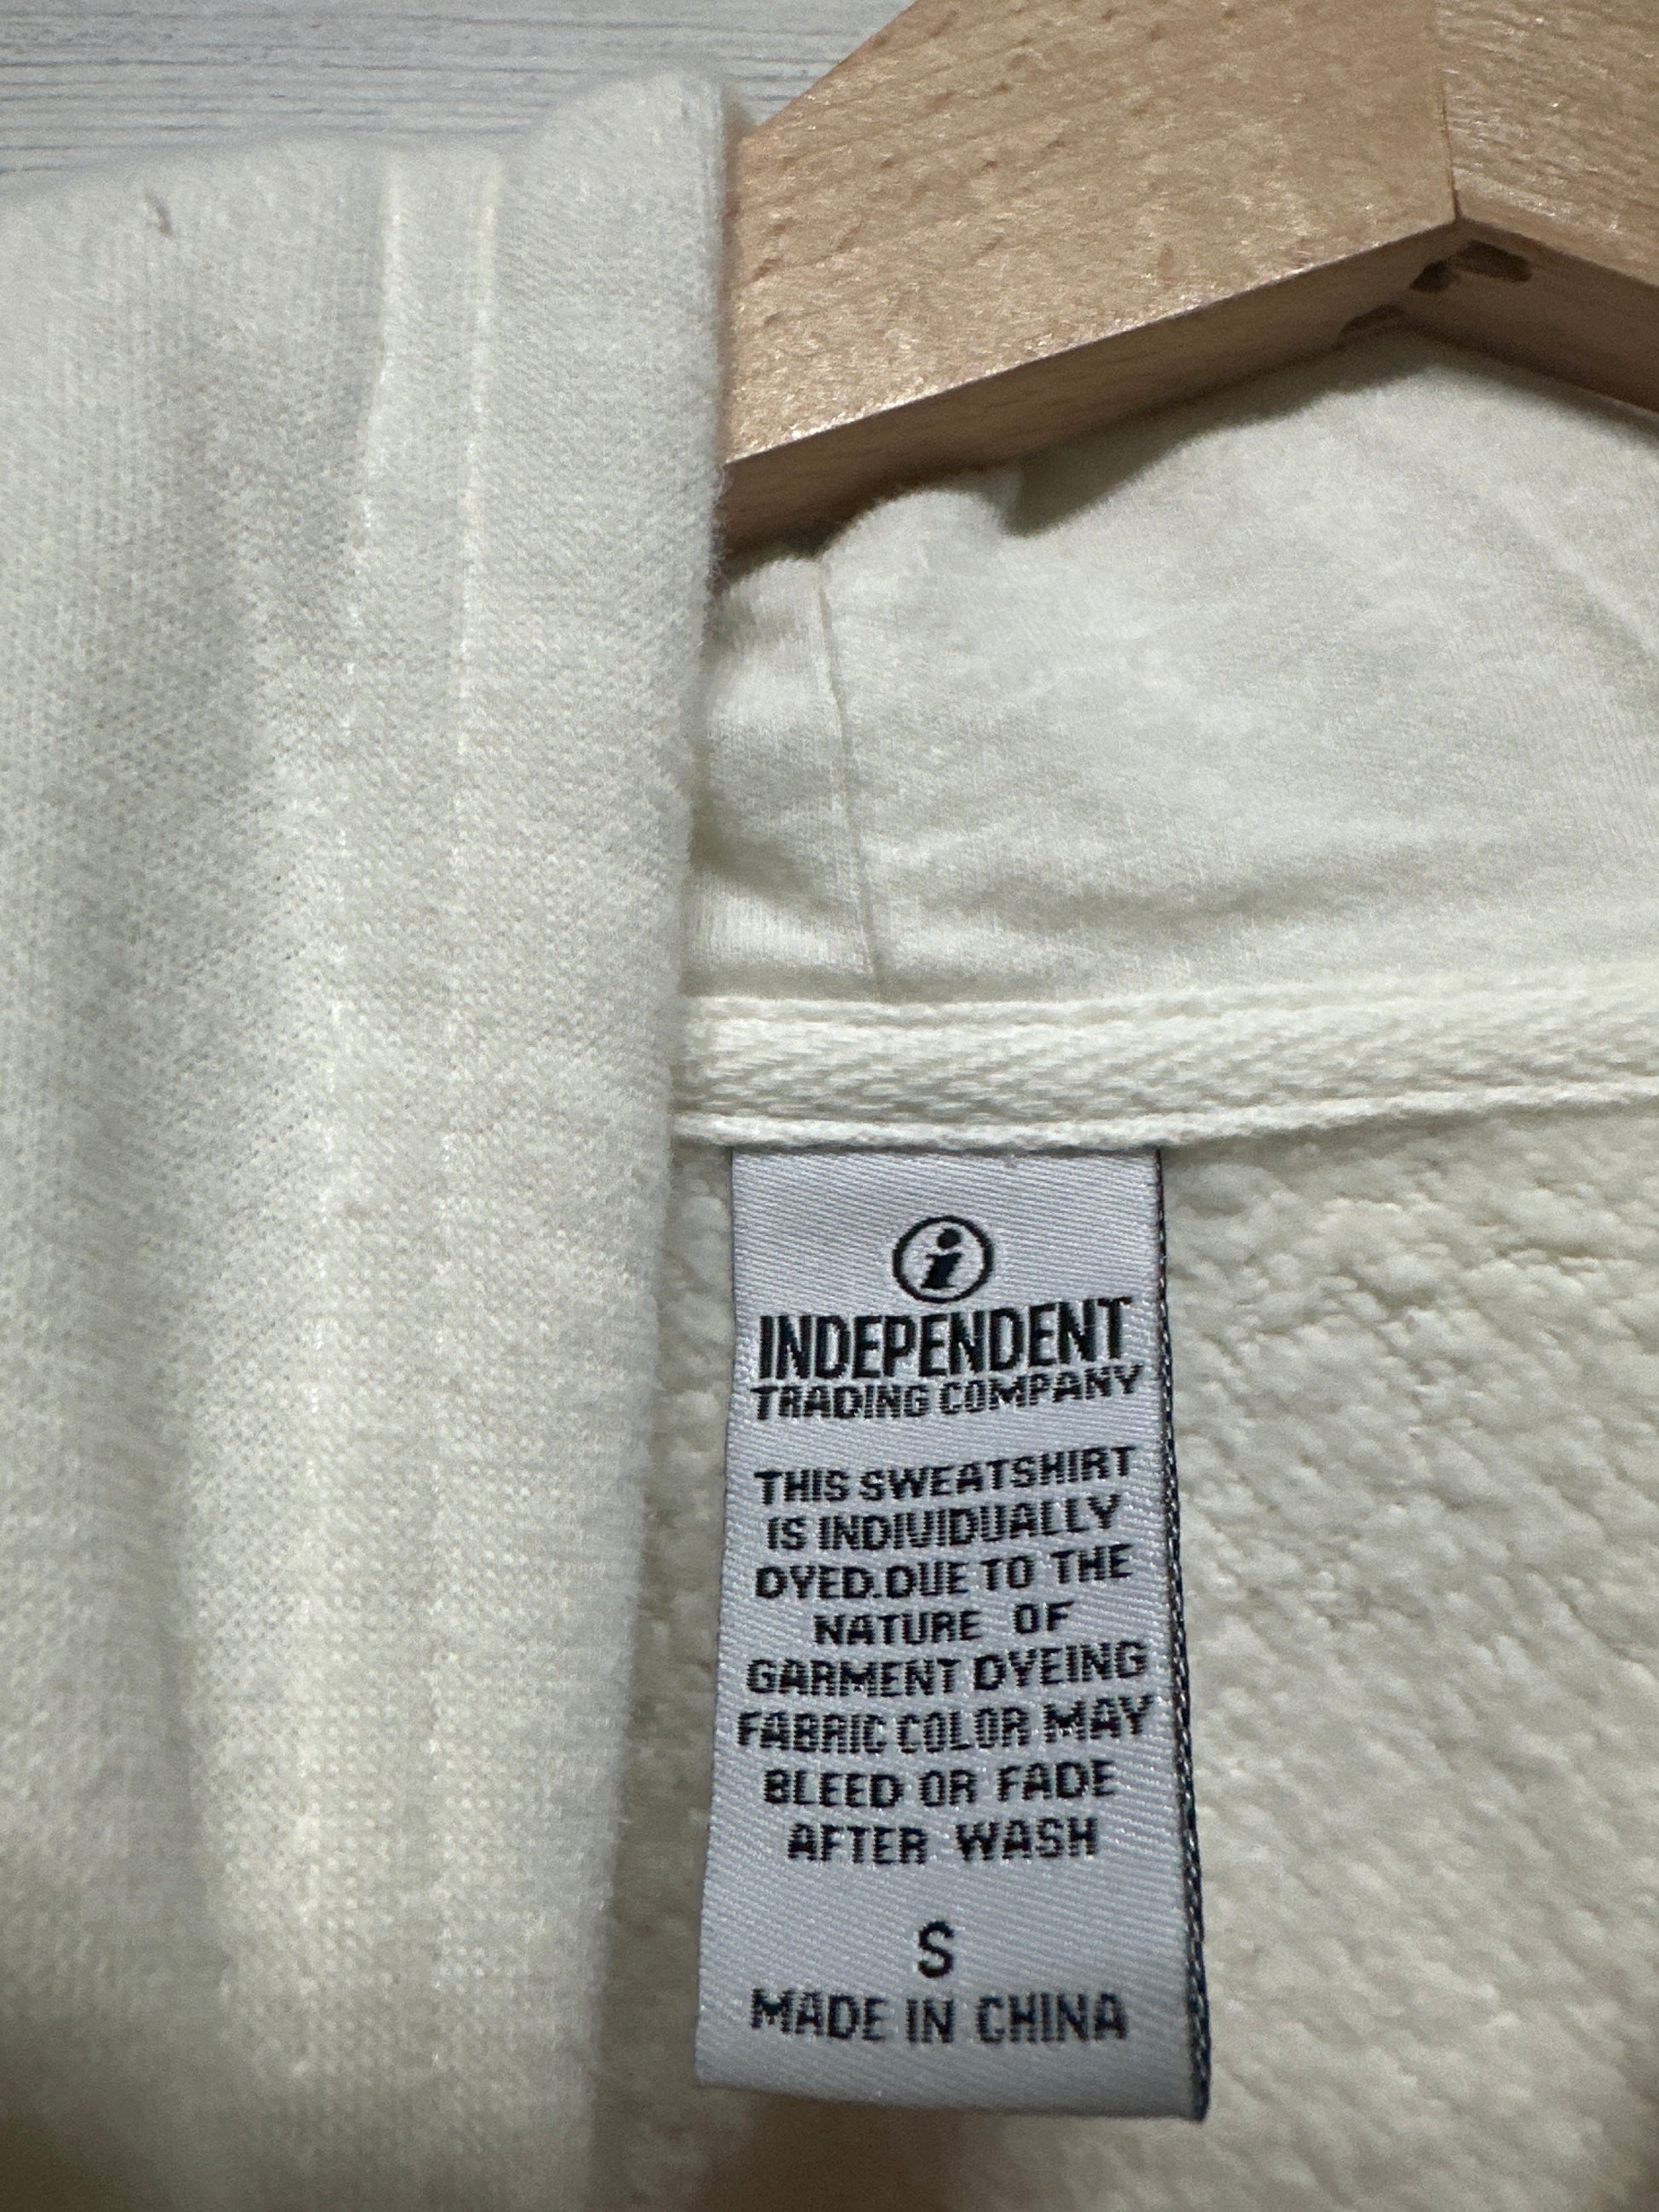 i
INDEPENDENT
TRADING COMPANY
THIS SWEATSHIRT
IS INDIVIDUALLY
DYED.DUE TO THE
NATURE OF
GARMENT DYEING
FABRIC COLOR MAY
BLEED OR FADE
AFTER WASH
S
MADE IN CHINA